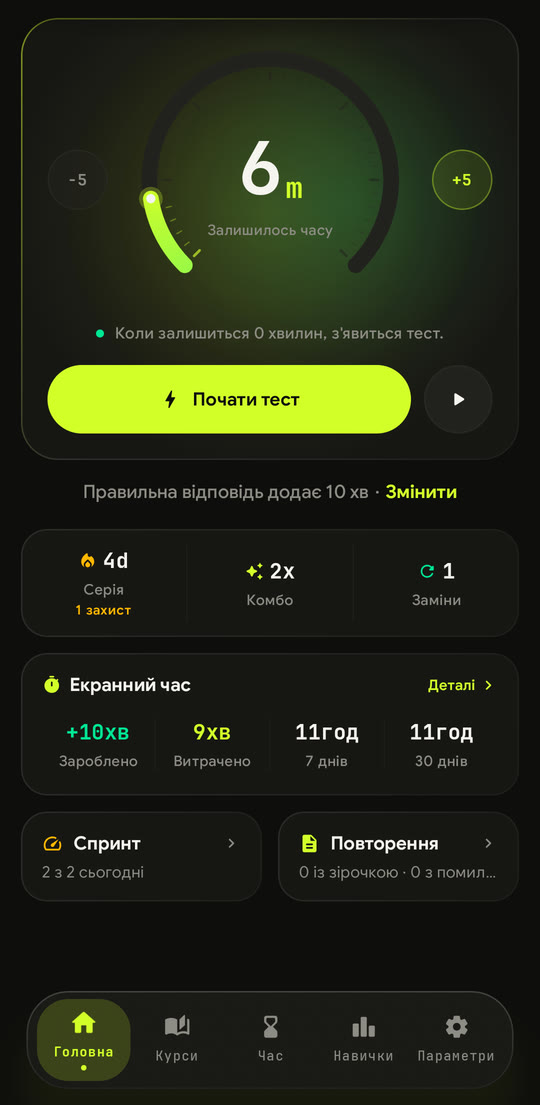 6m
-5
+5
Залишилось часу
Коли залишиться 0 хвилин, з'явиться тест.
Почати тест
Правильна відповідь додає 10 хв · Змінити
4d
Серія
1 захист
2x
Комбо
1
Заміни
Екранний час
Деталі
+10хв
Зароблено
9хв
Витрачено
11год
7 днів
11год
30 днів
Спринт
2 з 2 сьогодні
Повторення
0 із зірочкою · 0 з помил…
Головна
Курси
Час
Навички
Параметри